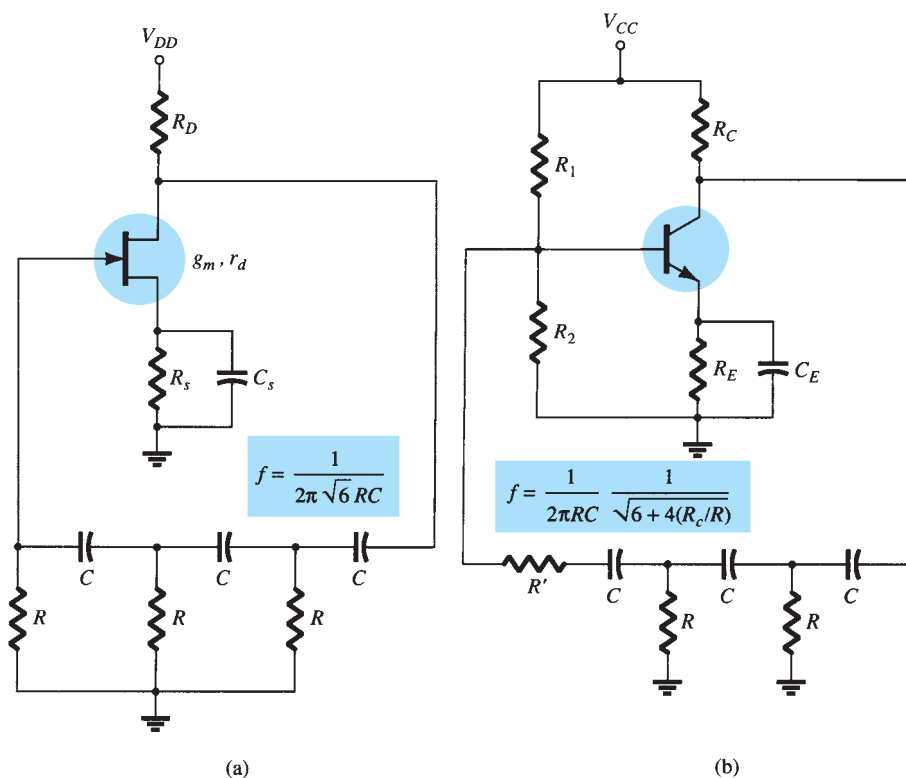 V_DD
R_D
g_m , r_d
R_s
C_s
f = 1 / (2π √6 RC)
C
C
C
R
R
R
(a)
V_CC
R_1
R_C
R_2
R_E
C_E
f = 1/(2πRC) 1/√(6 + 4(R_c/R))
R'
C
C
C
R
R
(b)